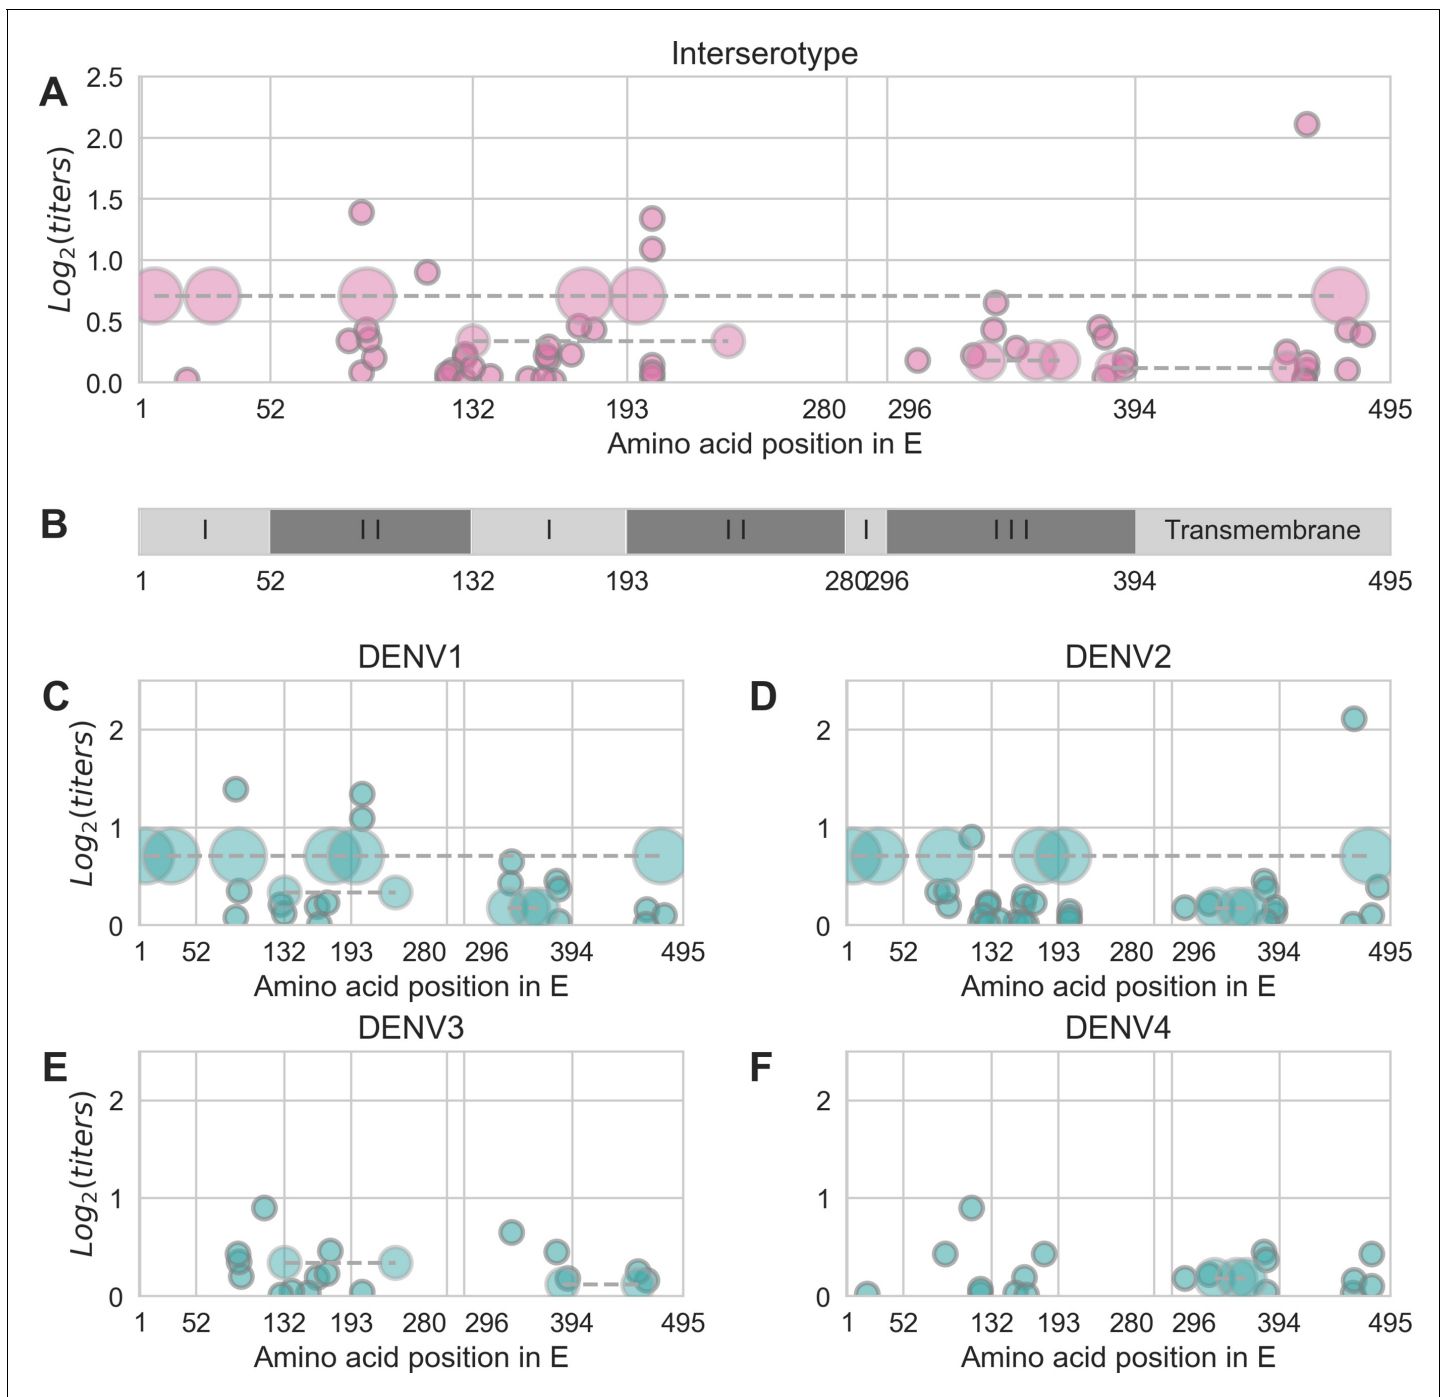 Interserotype
A
2.5
2.0
1.5
1.0
0.5
0.0
Log₂(titers)
1 52 132 193 280 296 394 495
Amino acid position in E
B
I II I II I III Transmembrane
1 52 132 193 280296 394 495
DENV1
C
2
1
0
Log₂(titers)
1 52 132 193 280 296 394 495
Amino acid position in E
DENV2
D
2
1
0
1 52 132 193 280 296 394 495
Amino acid position in E
DENV3
E
2
1
0
Log₂(titers)
1 52 132 193 280 296 394 495
Amino acid position in E
DENV4
F
2
1
0
1 52 132 193 280 296 394 495
Amino acid position in E